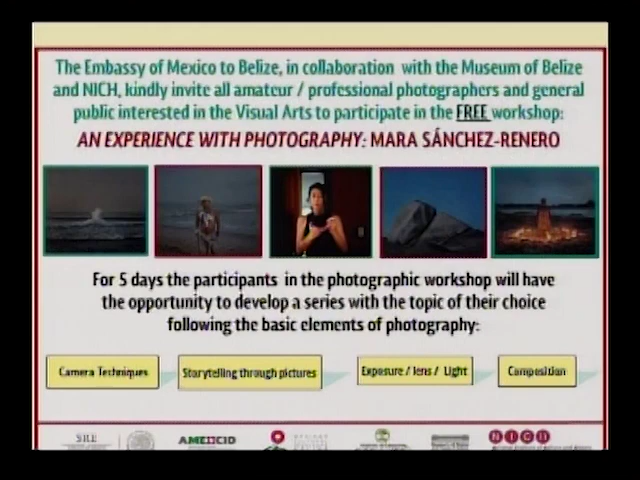 The Embassy of Mexico to Belize, in collaboration with the Museum of Belize
and NICH, kindly invite all amateur / professional photographers and general
public interested in the Visual Arts to participate in the FREE workshop:
AN EXPERIENCE WITH PHOTOGRAPHY: MARA SÁNCHEZ-RENERO
For 5 days the participants in the photographic workshop will have
the opportunity to develop a series with the topic of their choice
following the basic elements of photography:
Camera Techniques
Storytelling through pictures
Exposure / lens / Light
Composition
SRE
AMEXCID
NICH